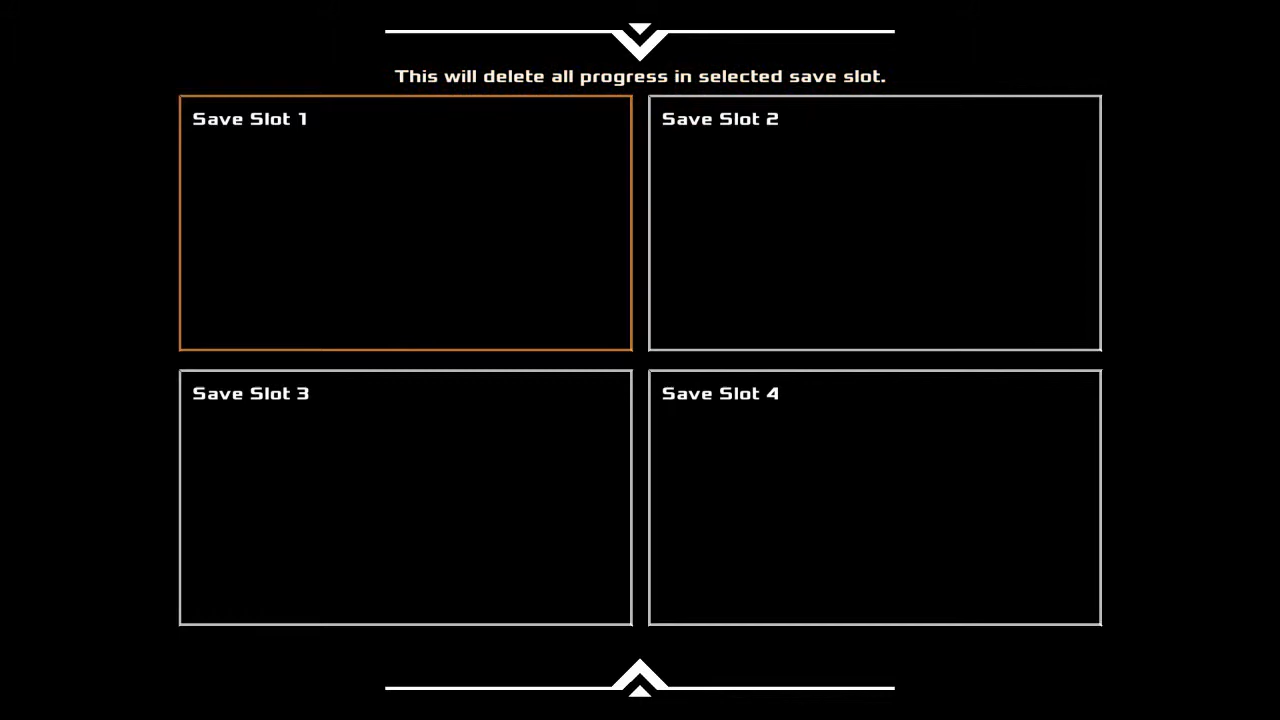 This will delete all progress in selected save slot.
Save Slot 1
Save Slot 2
Save Slot 3
Save Slot 4